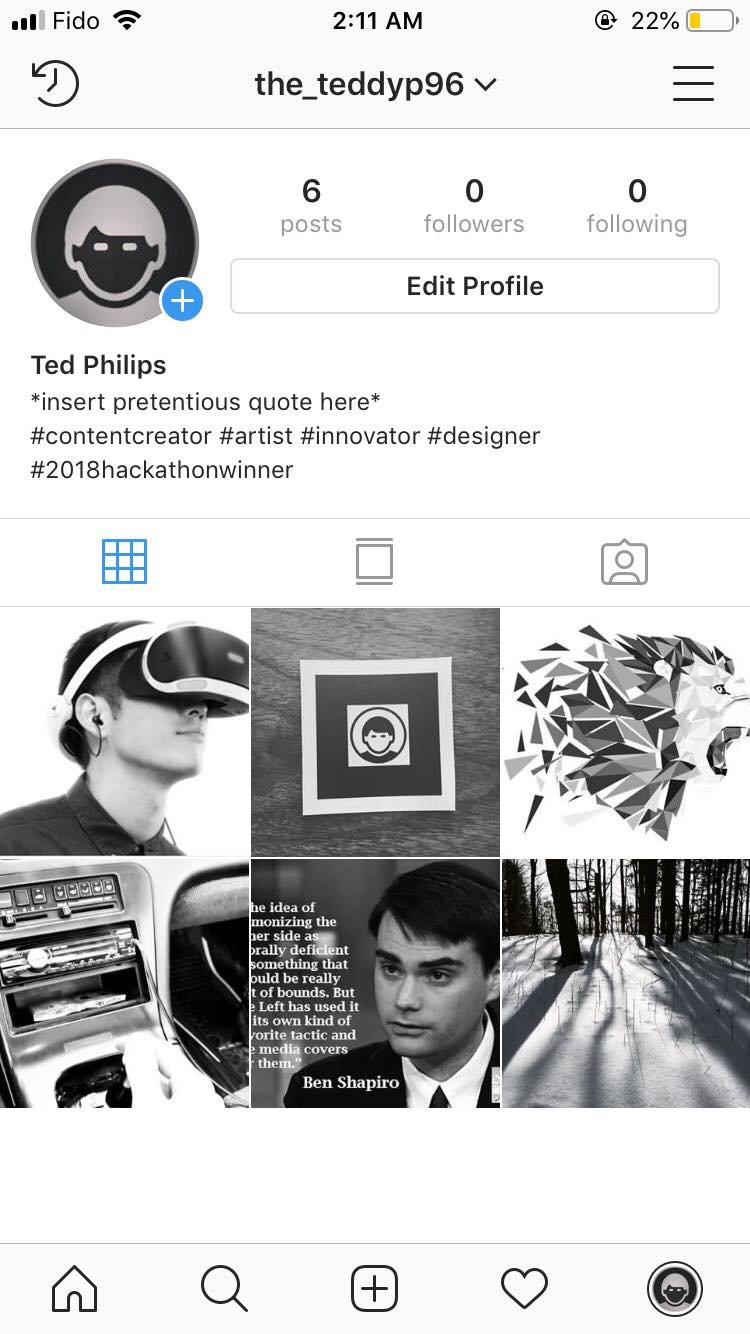 Fido 2:11 AM 22%
the_teddyp96
6 0 0
posts followers following
Edit Profile
Ted Philips
*insert pretentious quote here*
#contentcreator #artist #innovator #designer
#2018hackathonwinner
he idea of
monizing the
her side as
orally deficient
something that
ould be really
t of bounds. But
e Left has used it
its own kind of
vorite tactic and
e media covers
r them."
Ben Shapiro